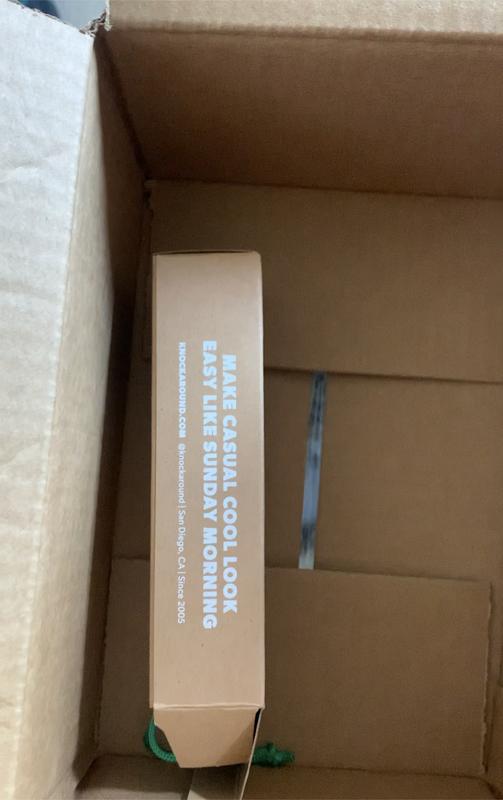 MAKE CASUAL COOL LOOK
EASY LIKE SUNDAY MORNING
KNOCKAROUND.COM @knockaround | San Diego, CA | Since 2005